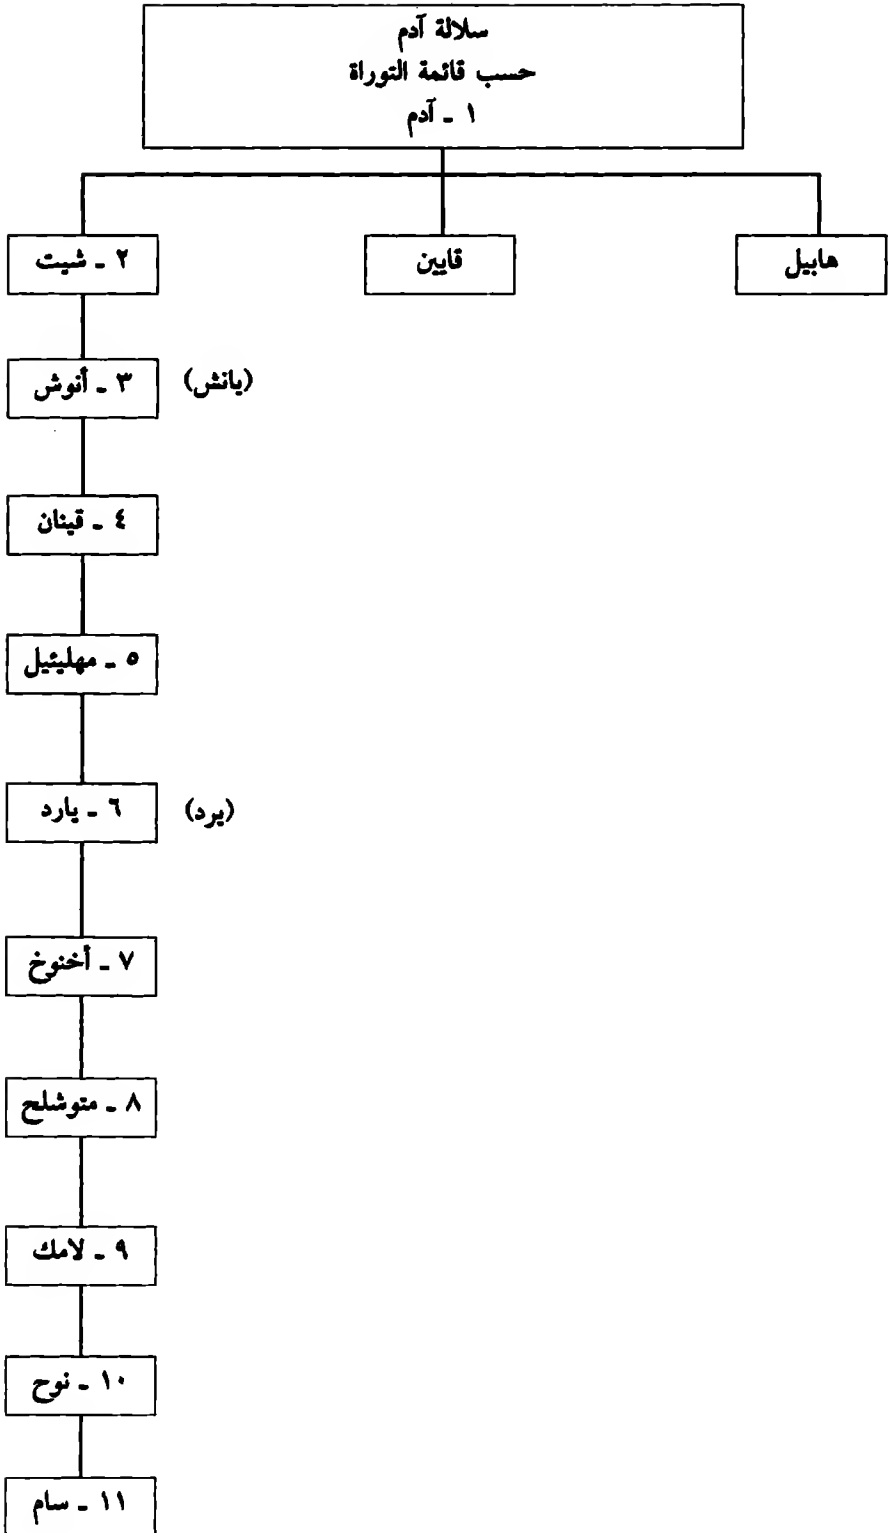 سلالة آدم
حسب قائمة التوراة
١ ـ آدم
هابيل
قايين
٢ ـ شيت
٣ ـ أنوش
(يانش)
٤ ـ قينان
٥ ـ مهليئيل
٦ ـ يارد
(يرد)
٧ ـ أخنوخ
٨ ـ متوشلح
٩ ـ لامك
١٠ ـ نوح
١١ ـ سام